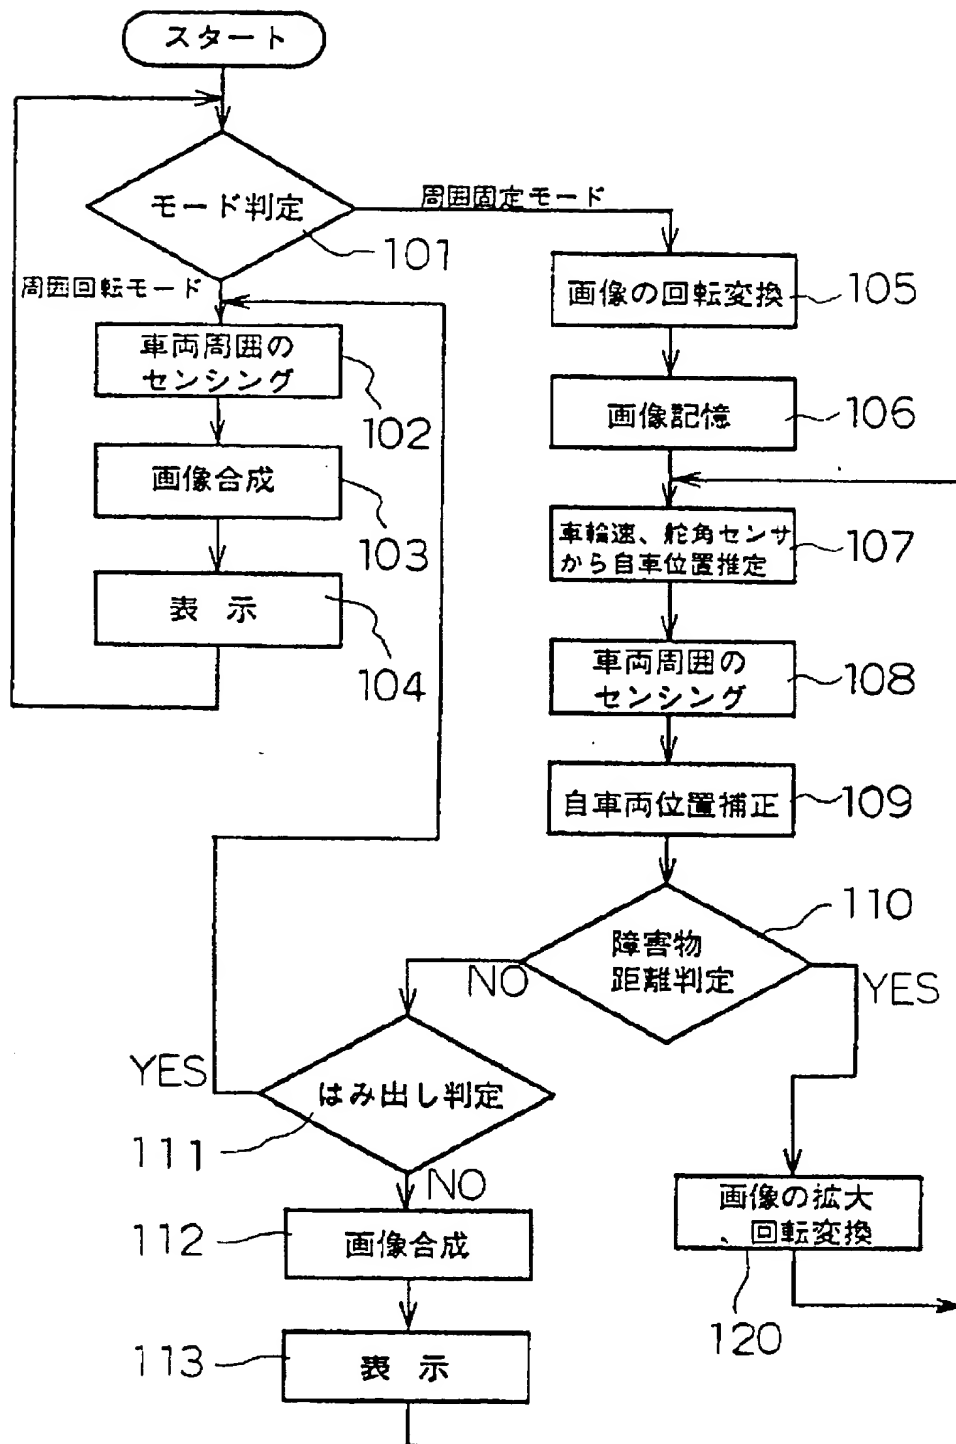 スタート
モード判定
101
周囲固定モード
周囲回転モード
車両周囲の
センシング
102
画像合成
103
表 示
104
画像の回転変換
105
画像記憶
106
車輪速、舵角センサ
から自車位置推定
107
車両周囲の
センシング
108
自車両位置補正
109
障害物
距離判定
110
NO
YES
はみ出し判定
111
YES
NO
画像合成
112
表 示
113
画像の拡大
、回転変換
120